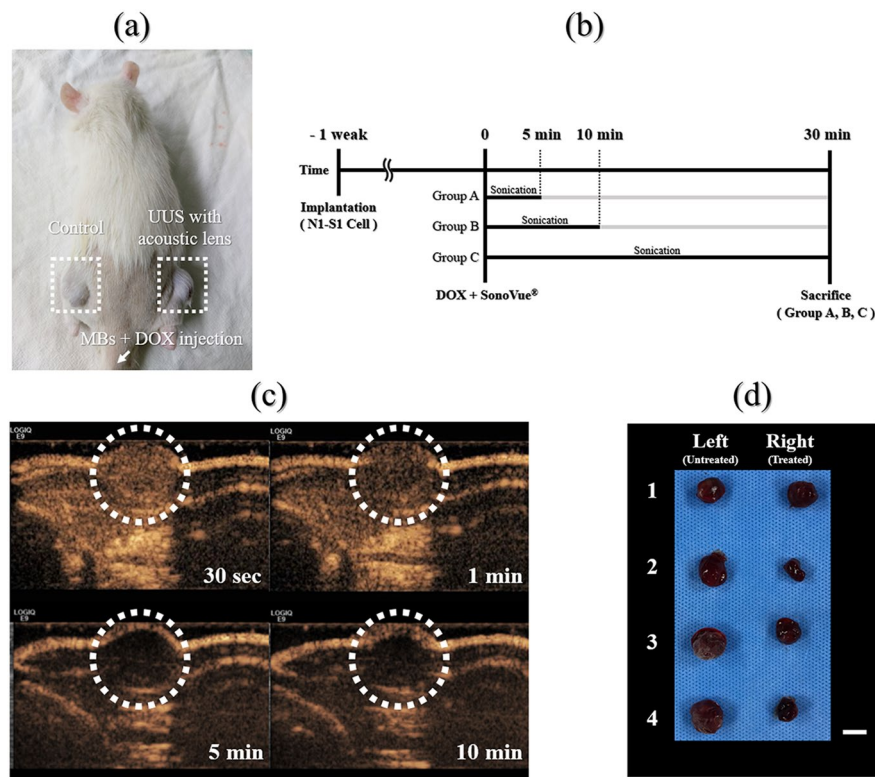 (a)
Control
UUS with
acoustic lens
MBs + DOX injection
(b)
- 1 weak
0
5 min
10 min
30 min
Time
Implantation
( N1-S1 Cell )
Group A
Sonication
Group B
Sonication
Group C
Sonication
DOX + SonoVue®
Sacrifice
( Group A, B, C )
(c)
LOGIQ
E9
30 sec
LOGIQ
E9
1 min
LOGIQ
E9
5 min
LOGIQ
E9
10 min
(d)
Left
(Untreated)
Right
(Treated)
1
2
3
4